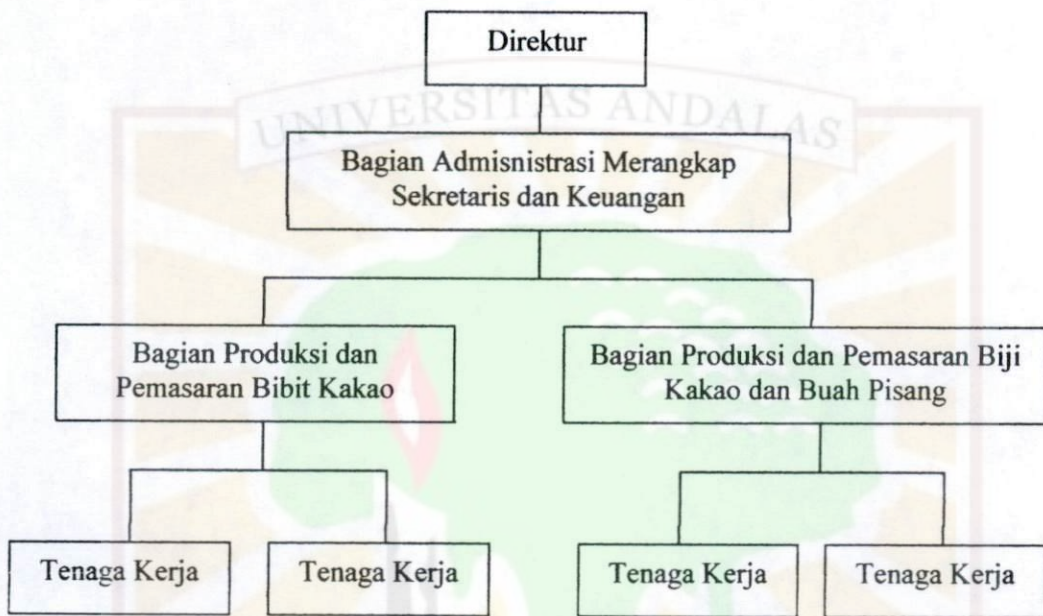 Direktur
UNIVERSITAS ANDALAS
Bagian Admisnistrasi Merangkap
Sekretaris dan Keuangan
Bagian Produksi dan
Pemasaran Bibit Kakao
Bagian Produksi dan Pemasaran Biji
Kakao dan Buah Pisang
Tenaga Kerja
Tenaga Kerja
Tenaga Kerja
Tenaga Kerja